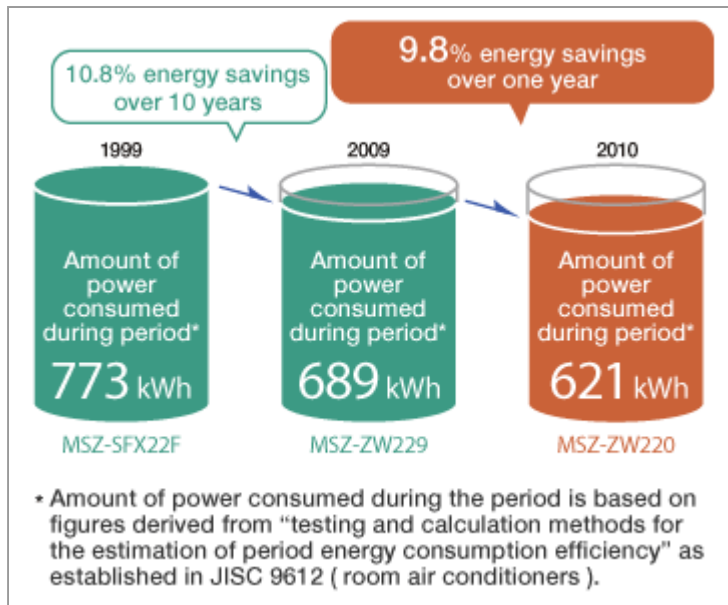 10.8% energy savings
over 10 years
9.8% energy savings
over one year
1999
2009
2010
Amount of
power
consumed
during period*
773 kWh
Amount of
power
consumed
during period*
689 kWh
Amount of
power
consumed
during period*
621 kWh
MSZ-SFX22F
MSZ-ZW229
MSZ-ZW220
* Amount of power consumed during the period is based on
figures derived from “testing and calculation methods for
the estimation of period energy consumption efficiency” as
established in JISC 9612 ( room air conditioners ).